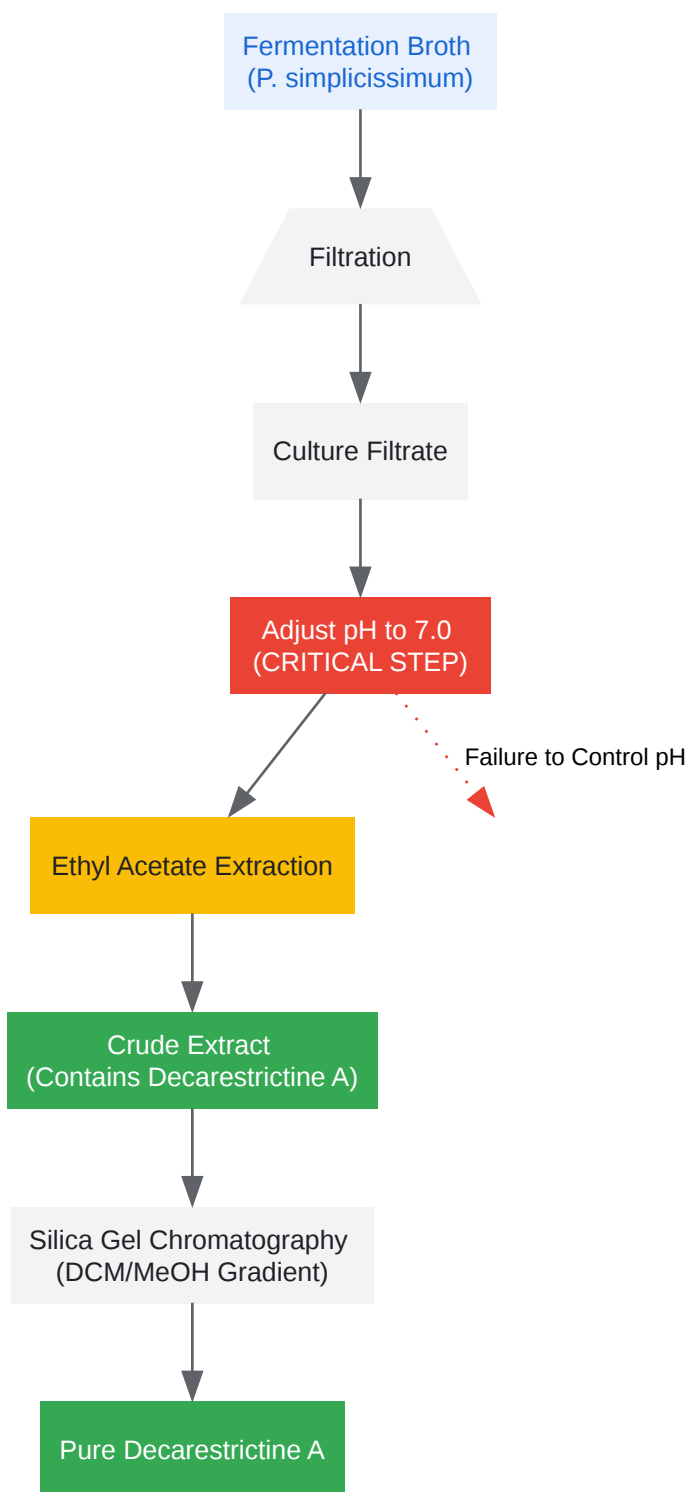 Fermentation Broth
(P. simplicissimum)
Filtration
Culture Filtrate
Adjust pH to 7.0
(CRITICAL STEP)
Failure to Control pH
Ethyl Acetate Extraction
Crude Extract
(Contains Decarestrictine A)
Silica Gel Chromatography
(DCM/MeOH Gradient)
Pure Decarestrictine A